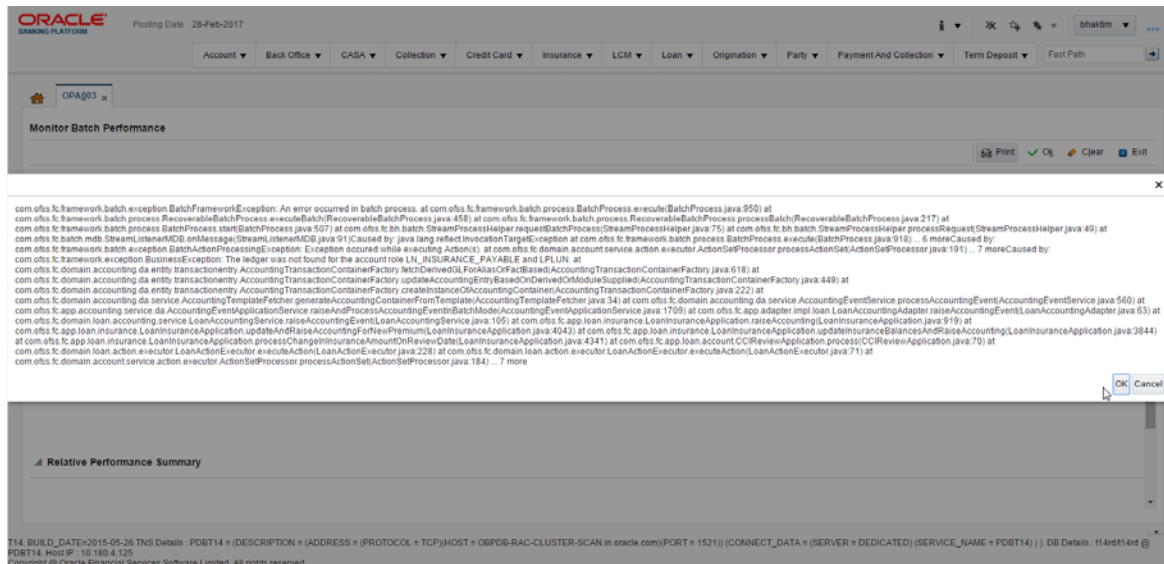 ORACLE
BANKING PLATFORM
Posting Date 28-Feb-2017
bhaktim
Account Back Office CASA Collection Credit Card Insurance LCM Loan Origination Party Payment And Collection Term Deposit Fast Path
OPA003 x
Monitor Batch Performance
Print Ok Clear Exit
x
com.ofss.fc.framework.batch.exception.BatchFrameworkException: An error occurred in batch process. at com.ofss.fc.framework.batch.process.BatchProcess.execute(BatchProcess.java:950) at
com.ofss.fc.framework.batch.process.RecoverableBatchProcess.executeBatch(RecoverableBatchProcess.java:458) at com.ofss.fc.framework.batch.process.RecoverableBatchProcess.processBatch(RecoverableBatchProcess.java:217) at
com.ofss.fc.framework.batch.process.BatchProcess.start(BatchProcess.java:507) at com.ofss.fc.bh.batch.StreamProcessHelper.requestBatchProcess(StreamProcessHelper.java:75) at com.ofss.fc.bh.batch.StreamProcessHelper.processRequest(StreamProcessHelper.java:49) at
com.ofss.fc.batch.mdb.StreamListenerMDB.onMessage(StreamListenerMDB.java:91)Caused by: java.lang.reflect.InvocationTargetException at com.ofss.fc.framework.batch.process.BatchProcess.execute(BatchProcess.java:918) ... 6 moreCaused by:
com.ofss.fc.framework.batch.exception.BatchActionProcessingException: Exception occured while executing Action(s). at com.ofss.fc.domain.account.service.action.executor.ActionSetProcessor.processActionSet(ActionSetProcessor.java:191) ... 7 moreCaused by:
com.ofss.fc.framework.exception.BusinessException: The ledger was not found for the account role LN_INSURANCE_PAYABLE and LPLUN. at
com.ofss.fc.domain.accounting.da.entity.transactionentry.AccountingTransactionContainerFactory.fetchDerivedGLForAliasOrFactBased(AccountingTransactionContainerFactory.java:618) at
com.ofss.fc.domain.accounting.da.entity.transactionentry.AccountingTransactionContainerFactory.updateAccountingEntryBasedOnDerivedOrModuleSupplied(AccountingTransactionContainerFactory.java:449) at
com.ofss.fc.domain.accounting.da.entity.transactionentry.AccountingTransactionContainerFactory.createInstanceOfAccountingContainer(AccountingTransactionContainerFactory.java:222) at
com.ofss.fc.domain.accounting.da.service.AccountingTemplateFetcher.generateAccountingContainerFromTemplate(AccountingTemplateFetcher.java:34) at com.ofss.fc.domain.accounting.da.service.AccountingEventService.processAccountingEvent(AccountingEventService.java:560) at
com.ofss.fc.app.accounting.service.da.AccountingEventApplicationService.raiseAndProcessAccountingEventInBatchMode(AccountingEventApplicationService.java:1709) at com.ofss.fc.app.adapter.impl.loan.LoanAccountingAdapter.raiseAccountingEvent(LoanAccountingAdapter.java:63) at
com.ofss.fc.domain.loan.accounting.service.LoanAccountingService.raiseAccountingEvent(LoanAccountingService.java:105) at com.ofss.fc.app.loan.insurance.LoanInsuranceApplication.raiseAccounting(LoanInsuranceApplication.java:919) at
com.ofss.fc.app.loan.insurance.LoanInsuranceApplication.updateAndRaiseAccountingForNewPremium(LoanInsuranceApplication.java:4043) at com.ofss.fc.app.loan.insurance.LoanInsuranceApplication.updateInsuranceBalancesAndRaiseAccounting(LoanInsuranceApplication.java:3844)
at com.ofss.fc.app.loan.insurance.LoanInsuranceApplication.processChangeInInsuranceAmountOnReviewDate(LoanInsuranceApplication.java:4341) at com.ofss.fc.app.loan.account.CCIReviewApplication.process(CCIReviewApplication.java:70) at
com.ofss.fc.domain.loan.action.executor.LoanActionExecutor.executeAction(LoanActionExecutor.java:228) at com.ofss.fc.domain.loan.action.executor.LoanActionExecutor.executeAction(LoanActionExecutor.java:71) at
com.ofss.fc.domain.account.service.action.executor.ActionSetProcessor.processActionSet(ActionSetProcessor.java:184) ... 7 more
OK Cancel
Relative Performance Summary
T14. BUILD_DATE=2015-05-26 TNS Details : PDBT14 = (DESCRIPTION = (ADDRESS = (PROTOCOL = TCP)(HOST = OBPDB-RAC-CLUSTER-SCAN.in.oracle.com)(PORT = 1521)) (CONNECT_DATA = (SERVER = DEDICATED) (SERVICE_NAME = PDBT14) ) ). DB Details : t14rd/t14rd @
PDBT14. Host IP : 10.180.4.125
Copyright @ Oracle Financial Services Software Limited. All rights reserved.